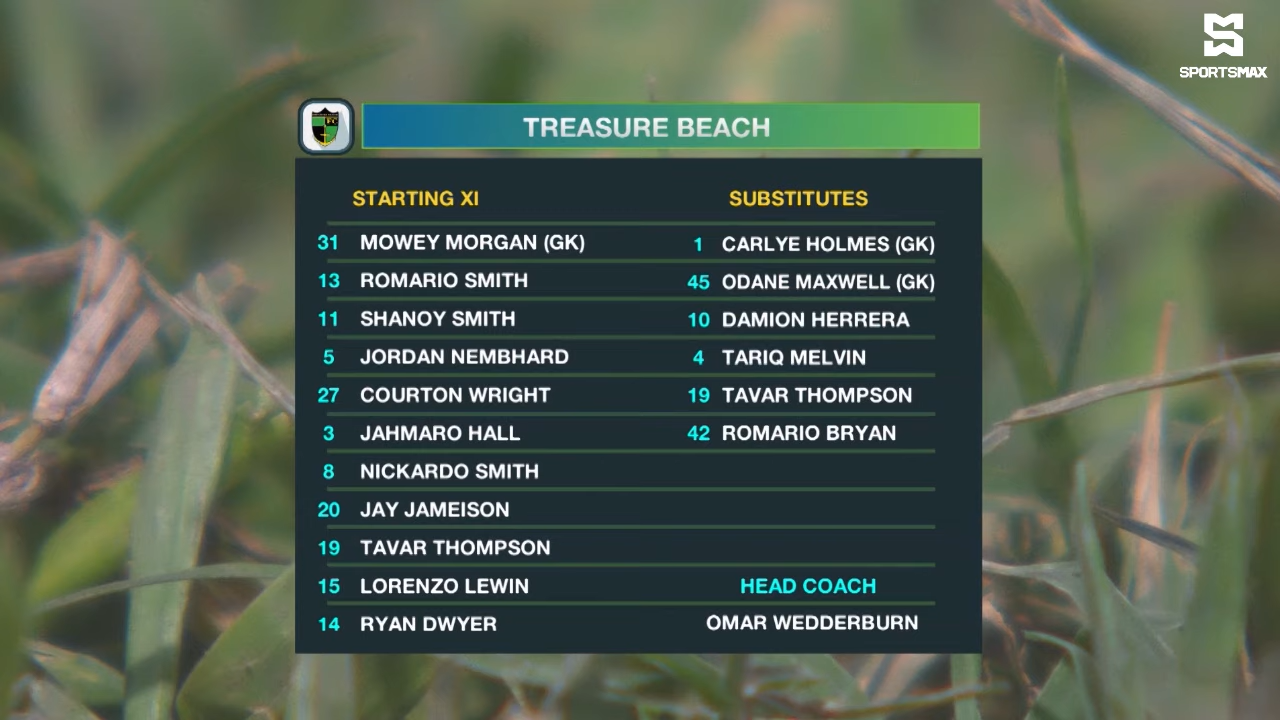 SPORTSMAX
TREASURE BEACH
STARTING XI
31 MOWEY MORGAN (GK)
13 ROMARIO SMITH
11 SHANOY SMITH
5 JORDAN NEMBHARD
27 COURTON WRIGHT
3 JAHMARO HALL
8 NICKARDO SMITH
20 JAY JAMEISON
19 TAVAR THOMPSON
15 LORENZO LEWIN
14 RYAN DWYER
SUBSTITUTES
1 CARLYE HOLMES (GK)
45 ODANE MAXWELL (GK)
10 DAMION HERRERA
4 TARIQ MELVIN
19 TAVAR THOMPSON
42 ROMARIO BRYAN
HEAD COACH
OMAR WEDDERBURN